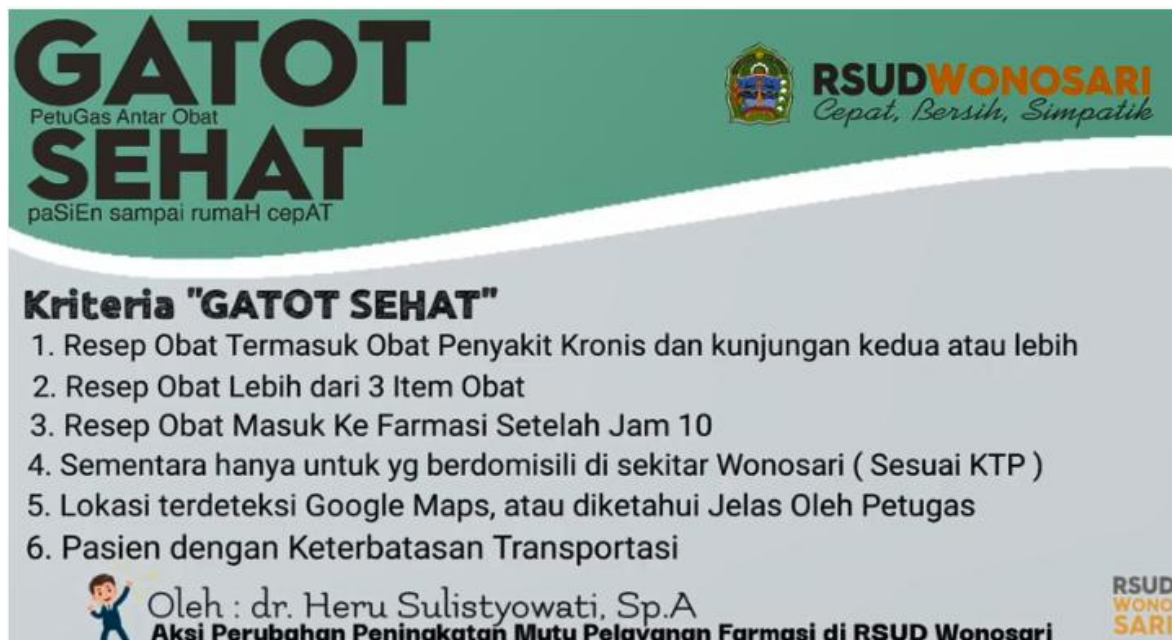 GATOT
PetuGas Antar Obat
SEHAT
paSiEn sampai rumaH cepAT
RSUDWONOSARI
Cepat, Bersih, Simpatik
Kriteria "GATOT SEHAT"
1. Resep Obat Termasuk Obat Penyakit Kronis dan kunjungan kedua atau lebih
2. Resep Obat Lebih dari 3 Item Obat
3. Resep Obat Masuk Ke Farmasi Setelah Jam 10
4. Sementara hanya untuk yg berdomisili di sekitar Wonosari ( Sesuai KTP )
5. Lokasi terdeteksi Google Maps, atau diketahui Jelas Oleh Petugas
6. Pasien dengan Keterbatasan Transportasi
Oleh : dr. Heru Sulistyowati, Sp.A
Aksi Perubahan Peningkatan Mutu Pelayanan Farmasi di RSUD Wonosari
RSUD
WONO
SARI